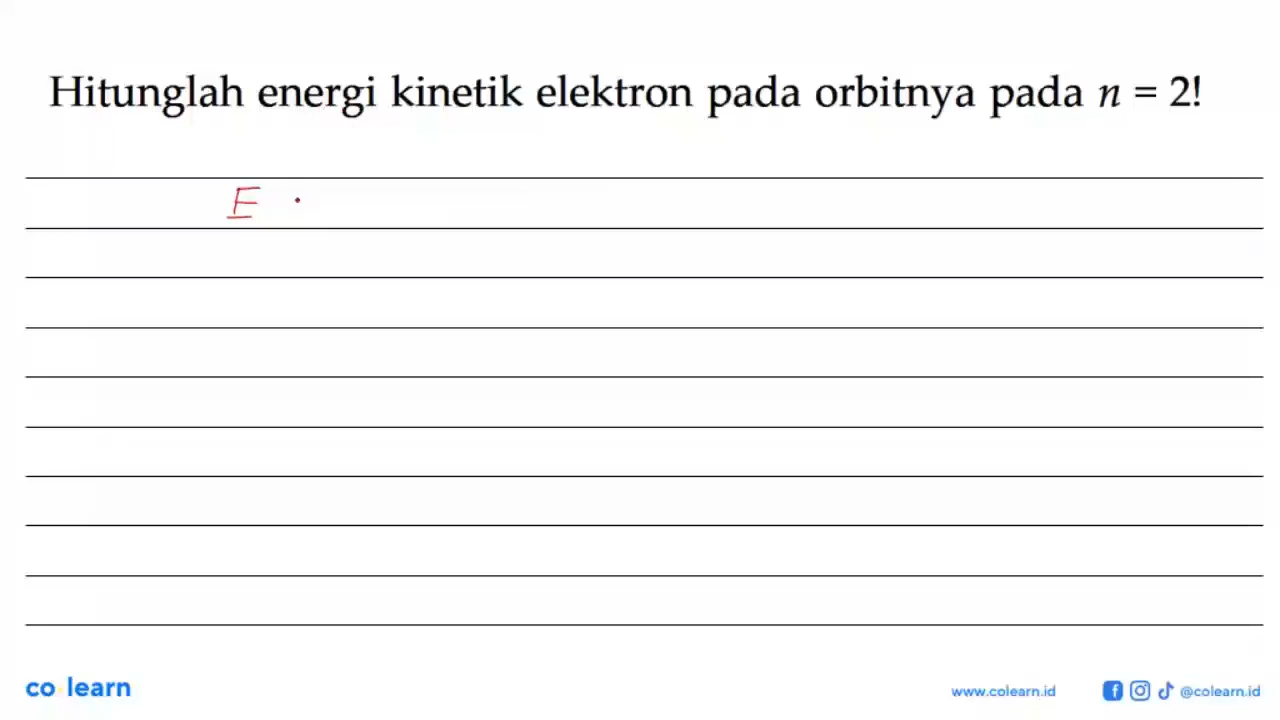 Hitunglah energi kinetik elektron pada orbitnya pada n = 2!
E
co learn
www.colearn.id
@colearn.id